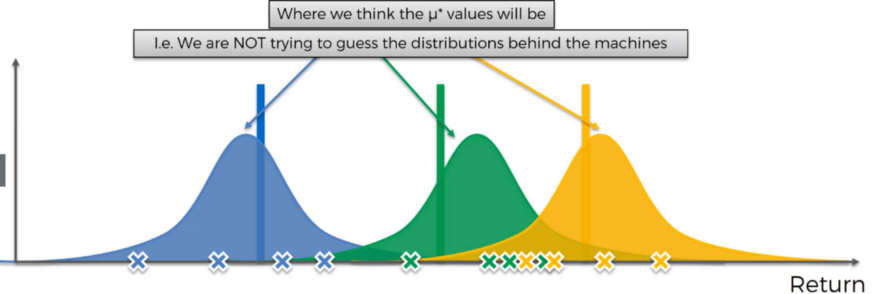 Where we think the μ* values will be
I.e. We are NOT trying to guess the distributions behind the machines
Return